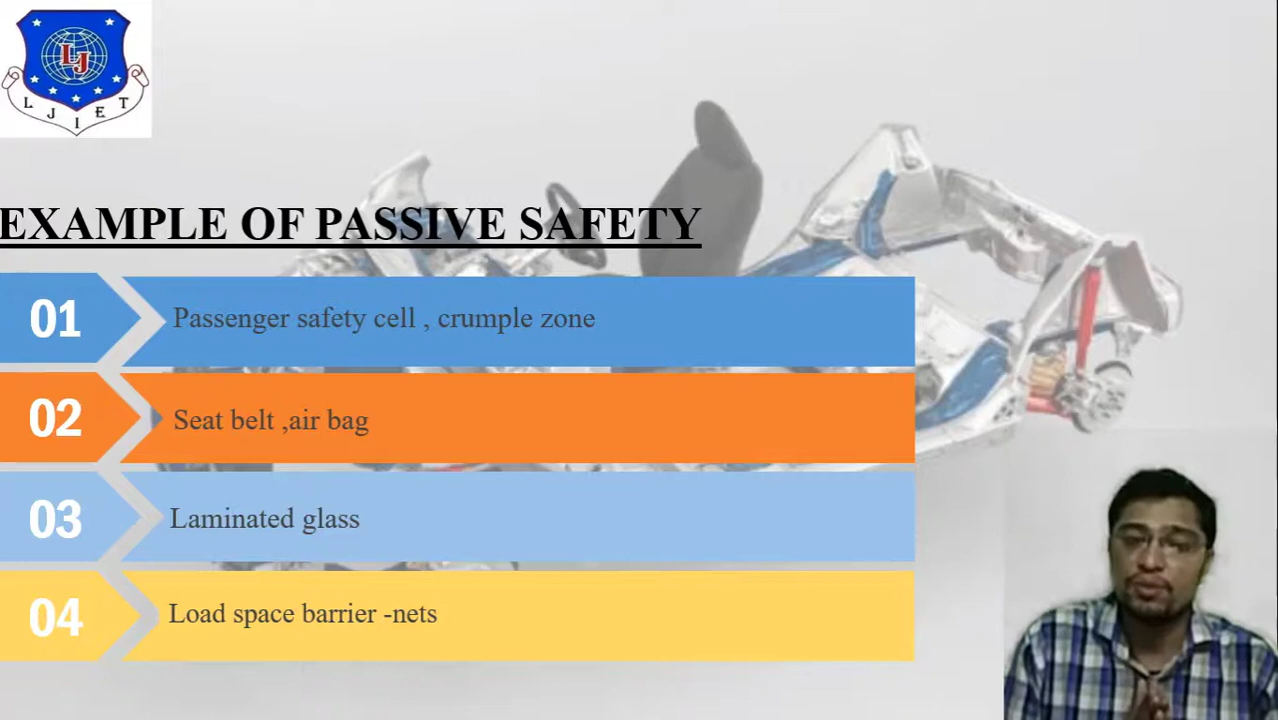 LJ
L J I E T
EXAMPLE OF PASSIVE SAFETY
01
Passenger safety cell , crumple zone
02
Seat belt ,air bag
03
Laminated glass
04
Load space barrier -nets